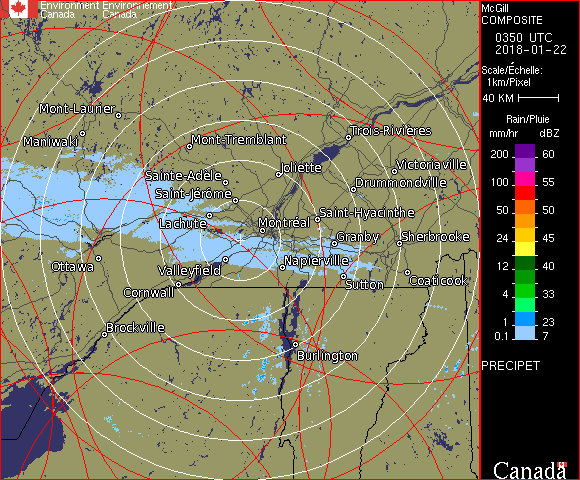 Environment Environnement
Canada Canada
McGill
COMPOSITE
0350 UTC
2018-01-22
Scale/Échelle:
1km/Pixel
40 KM
Rain/Pluie
mm/hr dBZ
200 60
100 55
50 50
24 45
12 40
4 33
1 23
0.1 7
PRECIPET
Canada
Mont-Laurier
Maniwaki
Mont-Tremblant
Trois-Rivières
Joliette
Victoriaville
Sainte-Adèle
Drummondville
Saint-Jérôme
Saint-Hyacinthe
Lachute
Montréal
Granby
Sherbrooke
Ottawa
Valleyfield
Napierville
Cornwall
Sutton
Coaticook
Brockville
Burlington